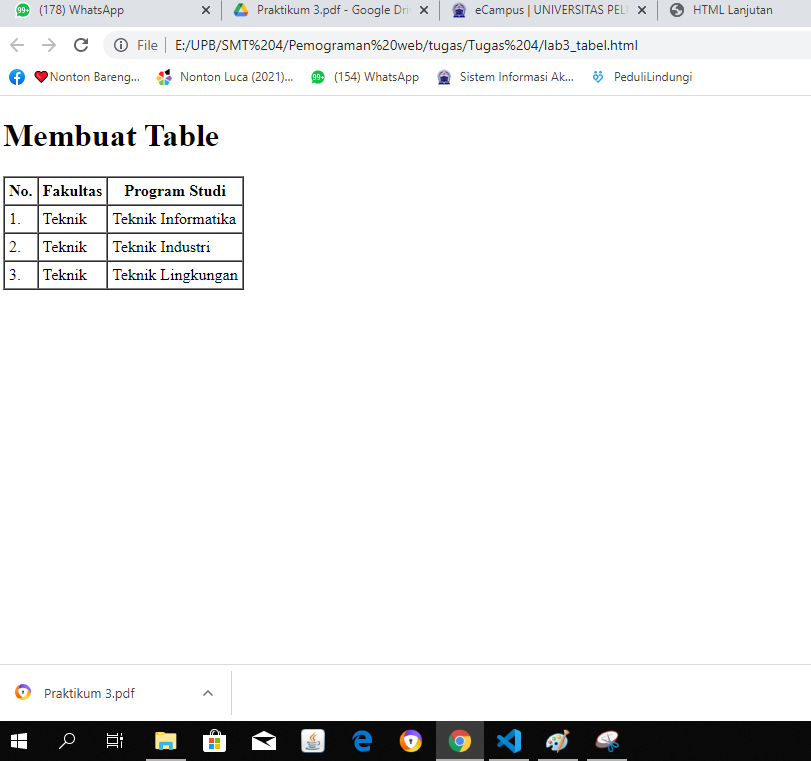 (178) WhatsApp
Praktikum 3.pdf - Google Dri
eCampus | UNIVERSITAS PEL
HTML Lanjutan
File
E:/UPB/SMT%204/Pemograman%20web/tugas/Tugas%204/lab3_tabel.html
Nonton Bareng...
Nonton Luca (2021)...
99+
(154) WhatsApp
Sistem Informasi Ak...
PeduliLindungi
Membuat Table
No. Fakultas Program Studi
1. Teknik Teknik Informatika
2. Teknik Teknik Industri
3. Teknik Teknik Lingkungan
Praktikum 3.pdf